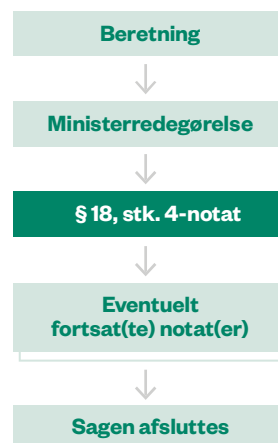 Beretning
Ministerredegørelse
§ 18, stk. 4-notat
Eventuelt
fortsat(te) notat(er)
Sagen afsluttes